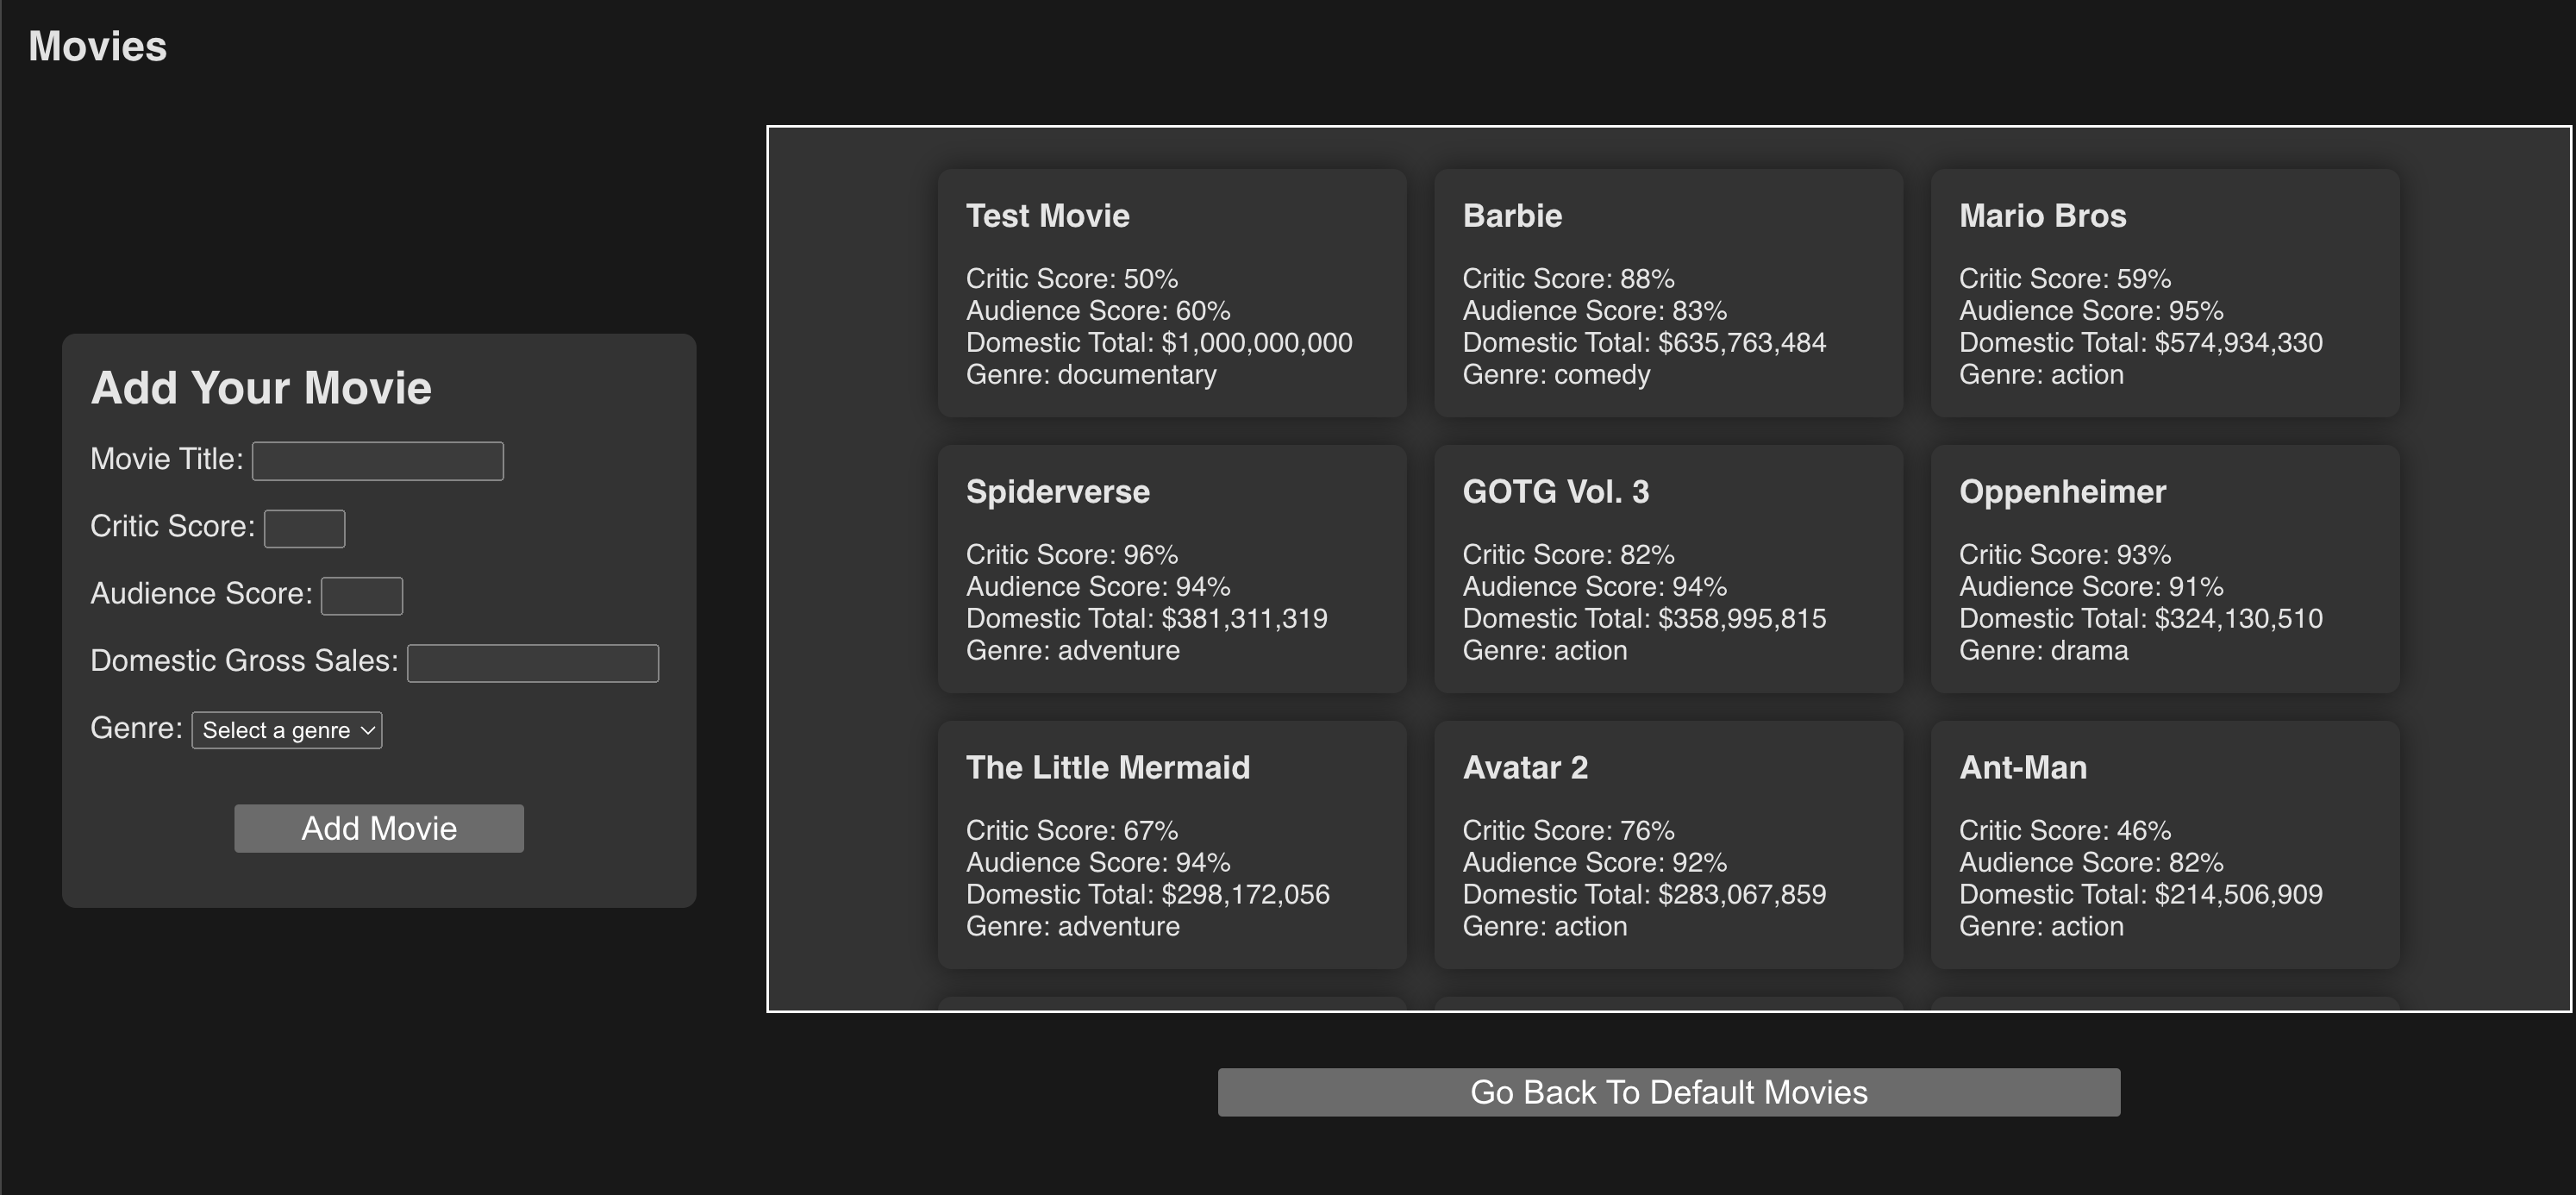 Movies
Add Your Movie
Movie Title:
Critic Score:
Audience Score:
Domestic Gross Sales:
Genre: Select a genre
Add Movie
Test Movie
Critic Score: 50%
Audience Score: 60%
Domestic Total: $1,000,000,000
Genre: documentary
Barbie
Critic Score: 88%
Audience Score: 83%
Domestic Total: $635,763,484
Genre: comedy
Mario Bros
Critic Score: 59%
Audience Score: 95%
Domestic Total: $574,934,330
Genre: action
Spiderverse
Critic Score: 96%
Audience Score: 94%
Domestic Total: $381,311,319
Genre: adventure
GOTG Vol. 3
Critic Score: 82%
Audience Score: 94%
Domestic Total: $358,995,815
Genre: action
Oppenheimer
Critic Score: 93%
Audience Score: 91%
Domestic Total: $324,130,510
Genre: drama
The Little Mermaid
Critic Score: 67%
Audience Score: 94%
Domestic Total: $298,172,056
Genre: adventure
Avatar 2
Critic Score: 76%
Audience Score: 92%
Domestic Total: $283,067,859
Genre: action
Ant-Man
Critic Score: 46%
Audience Score: 82%
Domestic Total: $214,506,909
Genre: action
Go Back To Default Movies